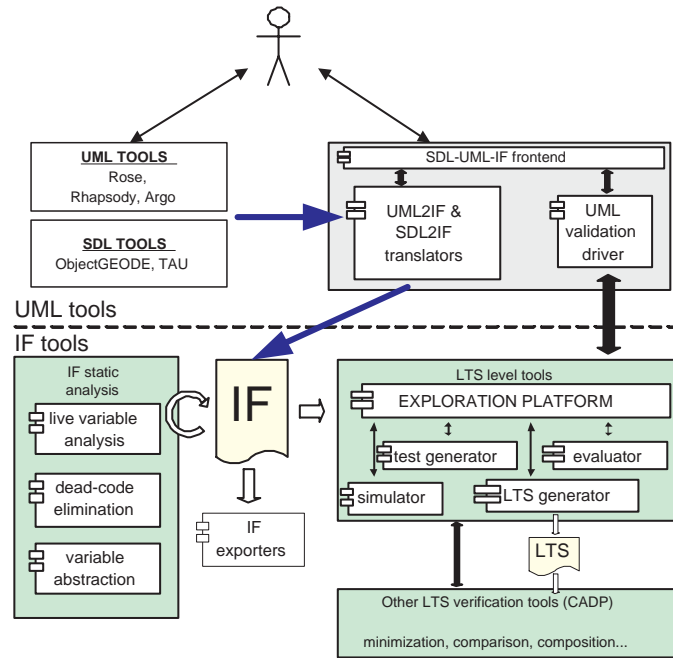 UML TOOLS
Rose,
Rhapsody, Argo
SDL TOOLS
ObjectGEODE, TAU
SDL-UML-IF frontend
UML2IF &
SDL2IF
translators
UML
validation
driver
UML tools
IF tools
IF static
analysis
live variable
analysis
dead-code
elimination
variable
abstraction
IF
IF
exporters
LTS level tools
EXPLORATION PLATFORM
test generator
evaluator
simulator
LTS generator
LTS
Other LTS verification tools (CADP)
minimization, comparison, composition...